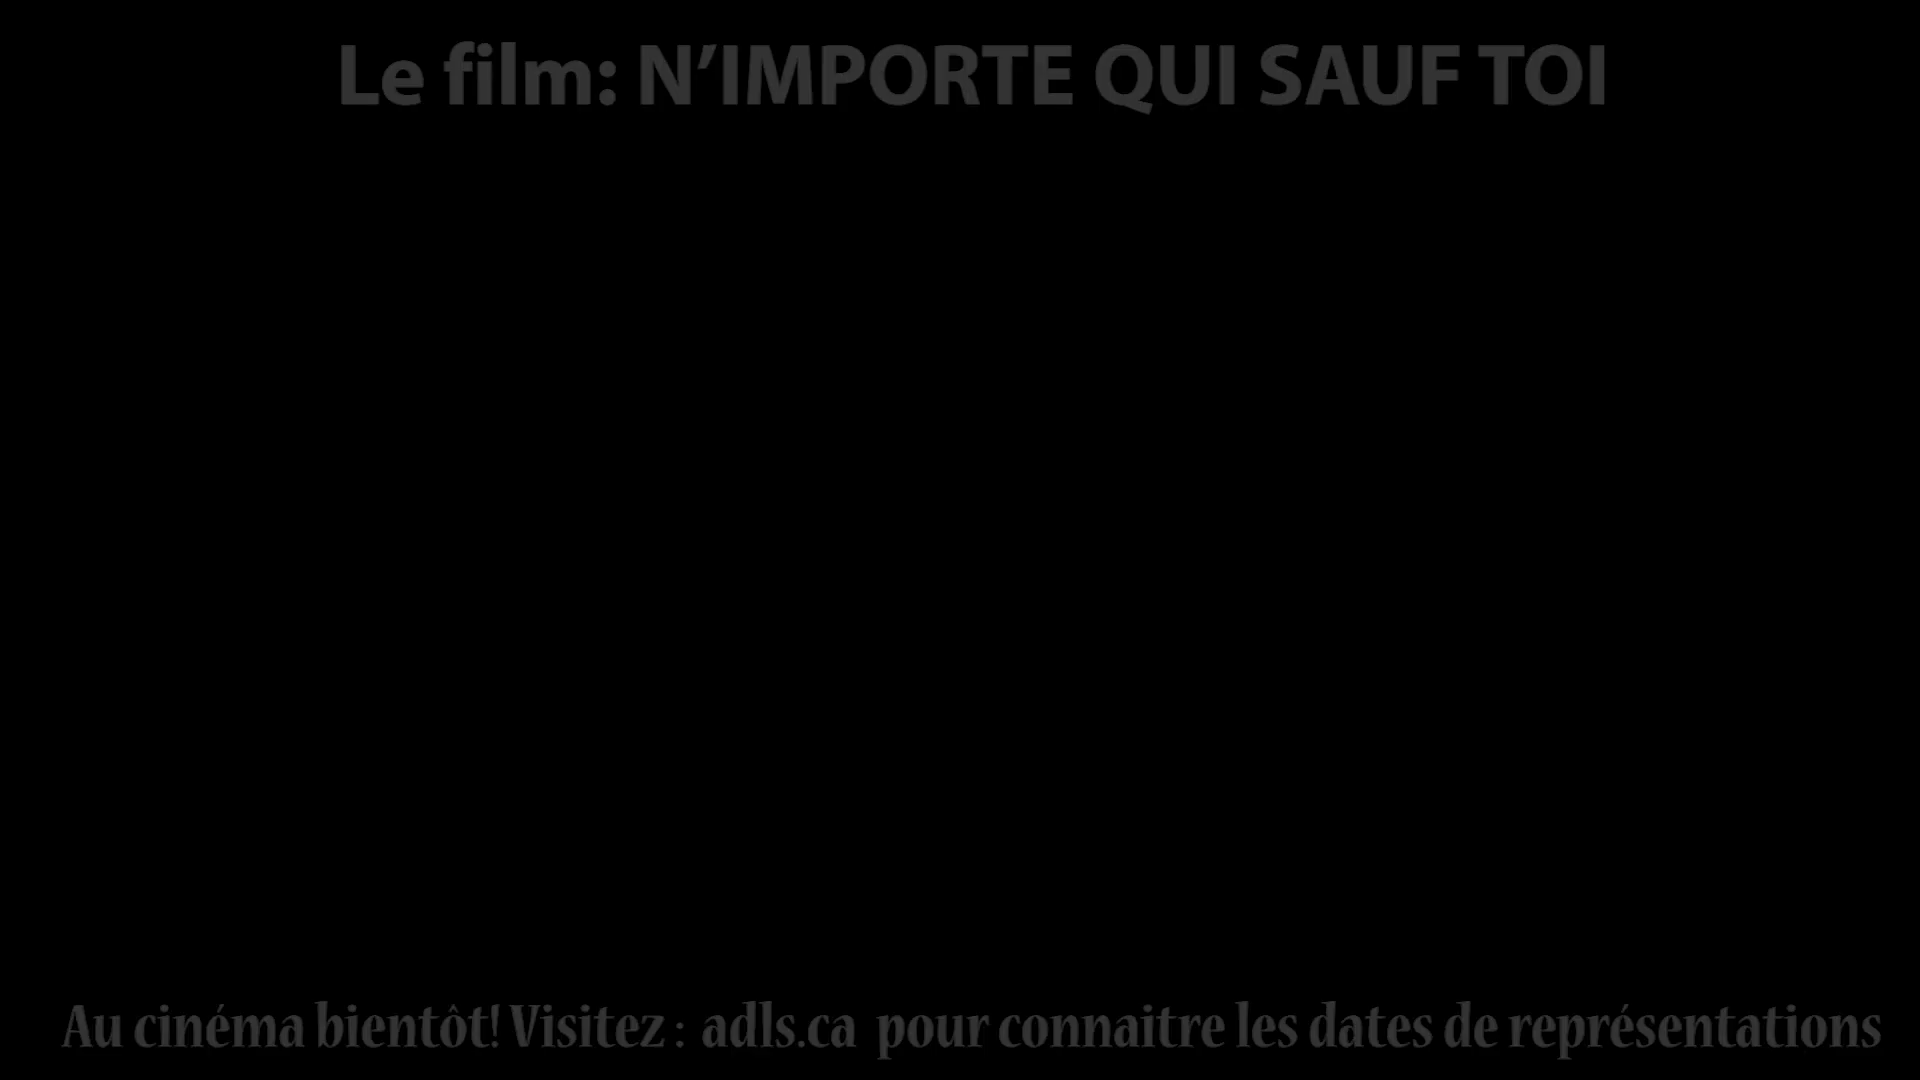 Le film: N’IMPORTE QUI SAUF TOI
Au cinéma bientôt! Visitez : adls.ca pour connaitre les dates de représentations